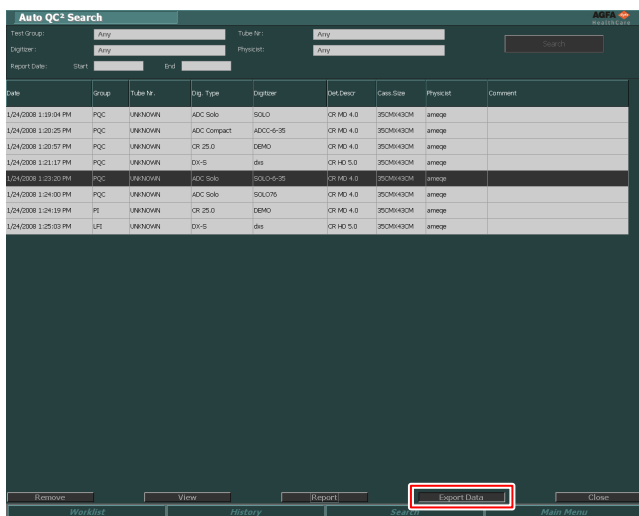 Auto QC² Search
AGFA
HealthCare
Test Group: Any Tube Nr: Any
Digitizer: Any Physicist: Any
Search
Report Date: Start End
Date Group Tube Nr. Dig. Type Digitizer Det.Descr Cass.Size Physicist Comment
1/24/2008 1:19:04 PM PQC UNKNOWN ADC Solo SOLO CR MD 4.0 35CMX43CM ameqe
1/24/2008 1:20:25 PM PQC UNKNOWN ADC Compact ADCC-6-35 CR MD 4.0 35CMX43CM ameqe
1/24/2008 1:20:57 PM PQC UNKNOWN CR 25.0 DEMO CR MD 4.0 35CMX43CM ameqe
1/24/2008 1:21:17 PM PQC UNKNOWN DX-S dxs CR HD 5.0 35CMX43CM ameqe
1/24/2008 1:23:20 PM PQC UNKNOWN ADC Solo SOLO-6-35 CR MD 4.0 35CMX43CM ameqe
1/24/2008 1:24:00 PM PQC UNKNOWN ADC Solo SOLO76 CR MD 4.0 35CMX43CM ameqe
1/24/2008 1:24:19 PM PI UNKNOWN CR 25.0 DEMO CR MD 4.0 35CMX43CM ameqe
1/24/2008 1:25:03 PM LFI UNKNOWN DX-S dxs CR HD 5.0 35CMX43CM ameqe
Remove View Report Export Data Close
Worklist History Search Main Menu